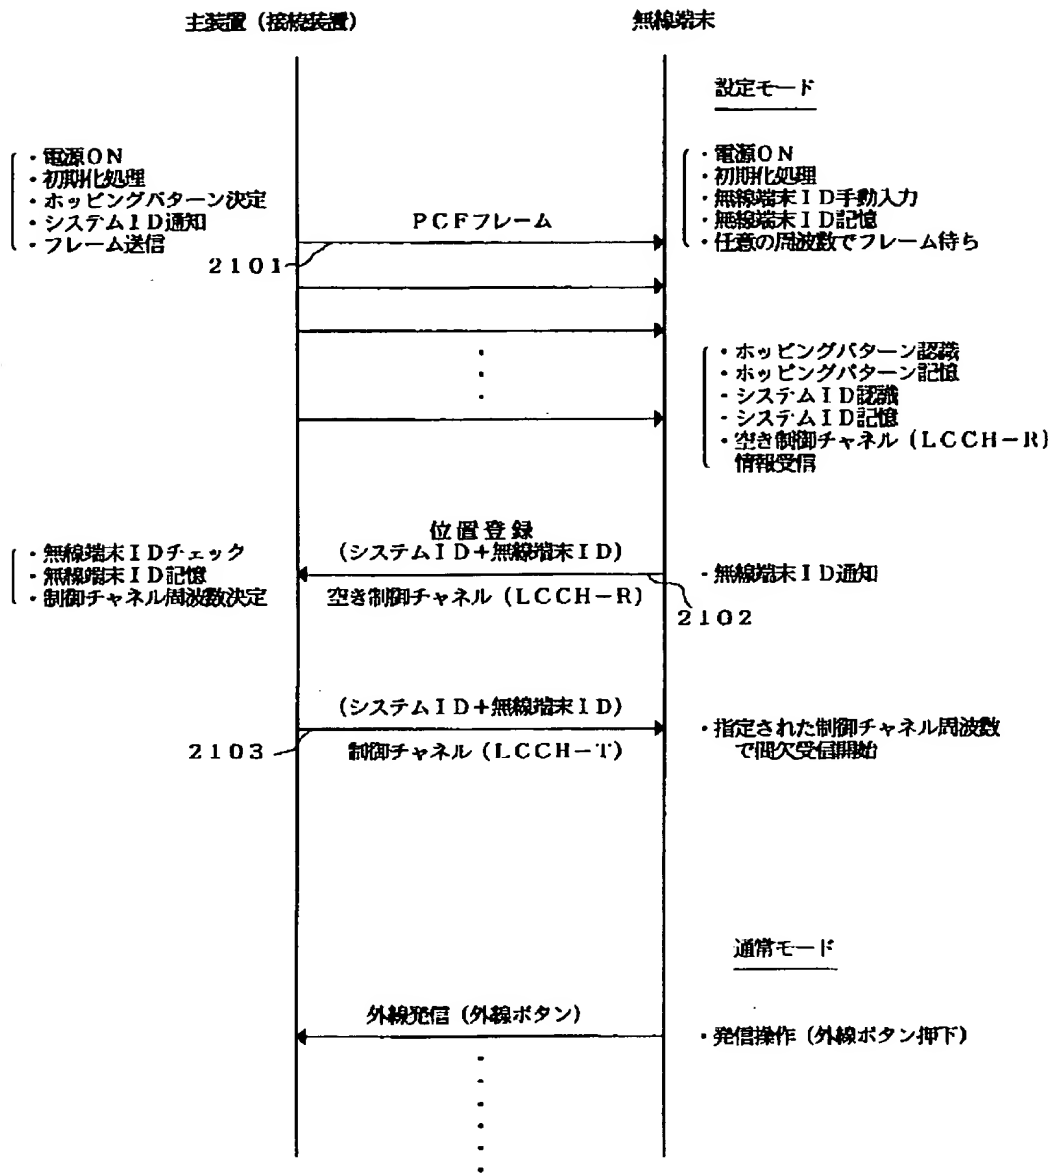 主装置（接続装置）
無線端末
設定モード
・電源ON
・初期化処理
・ホッピングパターン決定
・システムID通知
・フレーム送信
PCFフレーム
2101
・電源ON
・初期化処理
・無線端末ID手動入力
・無線端末ID記憶
・任意の周波数でフレーム待ち
・ホッピングパターン認識
・ホッピングパターン記憶
・システムID認識
・システムID記憶
・空き制御チャネル（LCCH－R）
情報受信
・無線端末IDチェック
・無線端末ID記憶
・制御チャネル周波数決定
位置登録
（システムID＋無線端末ID）
空き制御チャネル（LCCH－R）
2102
・無線端末ID通知
（システムID＋無線端末ID）
2103
制御チャネル（LCCH－T）
・指定された制御チャネル周波数
で間欠受信開始
通常モード
外線発信（外線ボタン）
・発信操作（外線ボタン押下）